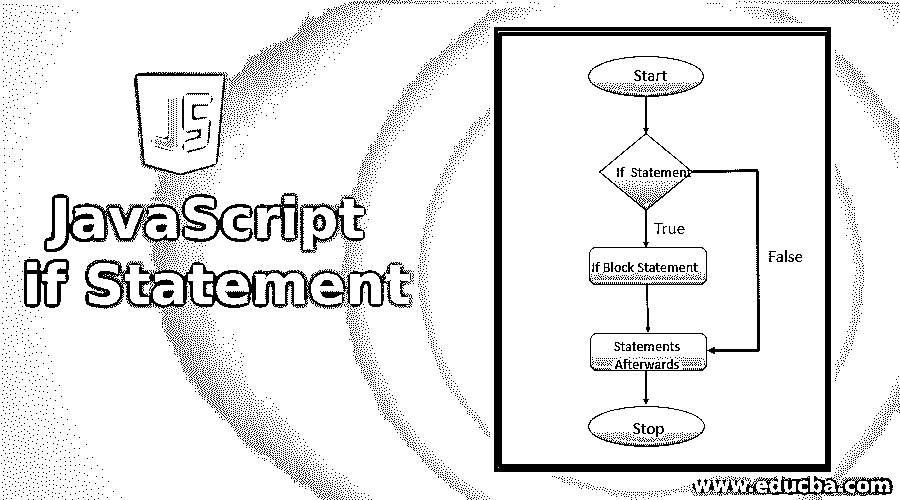 JS
JavaScript
if Statement
Start
If Statement
True
False
If Block Statement
Statements
Afterwards
Stop
www.educba.com